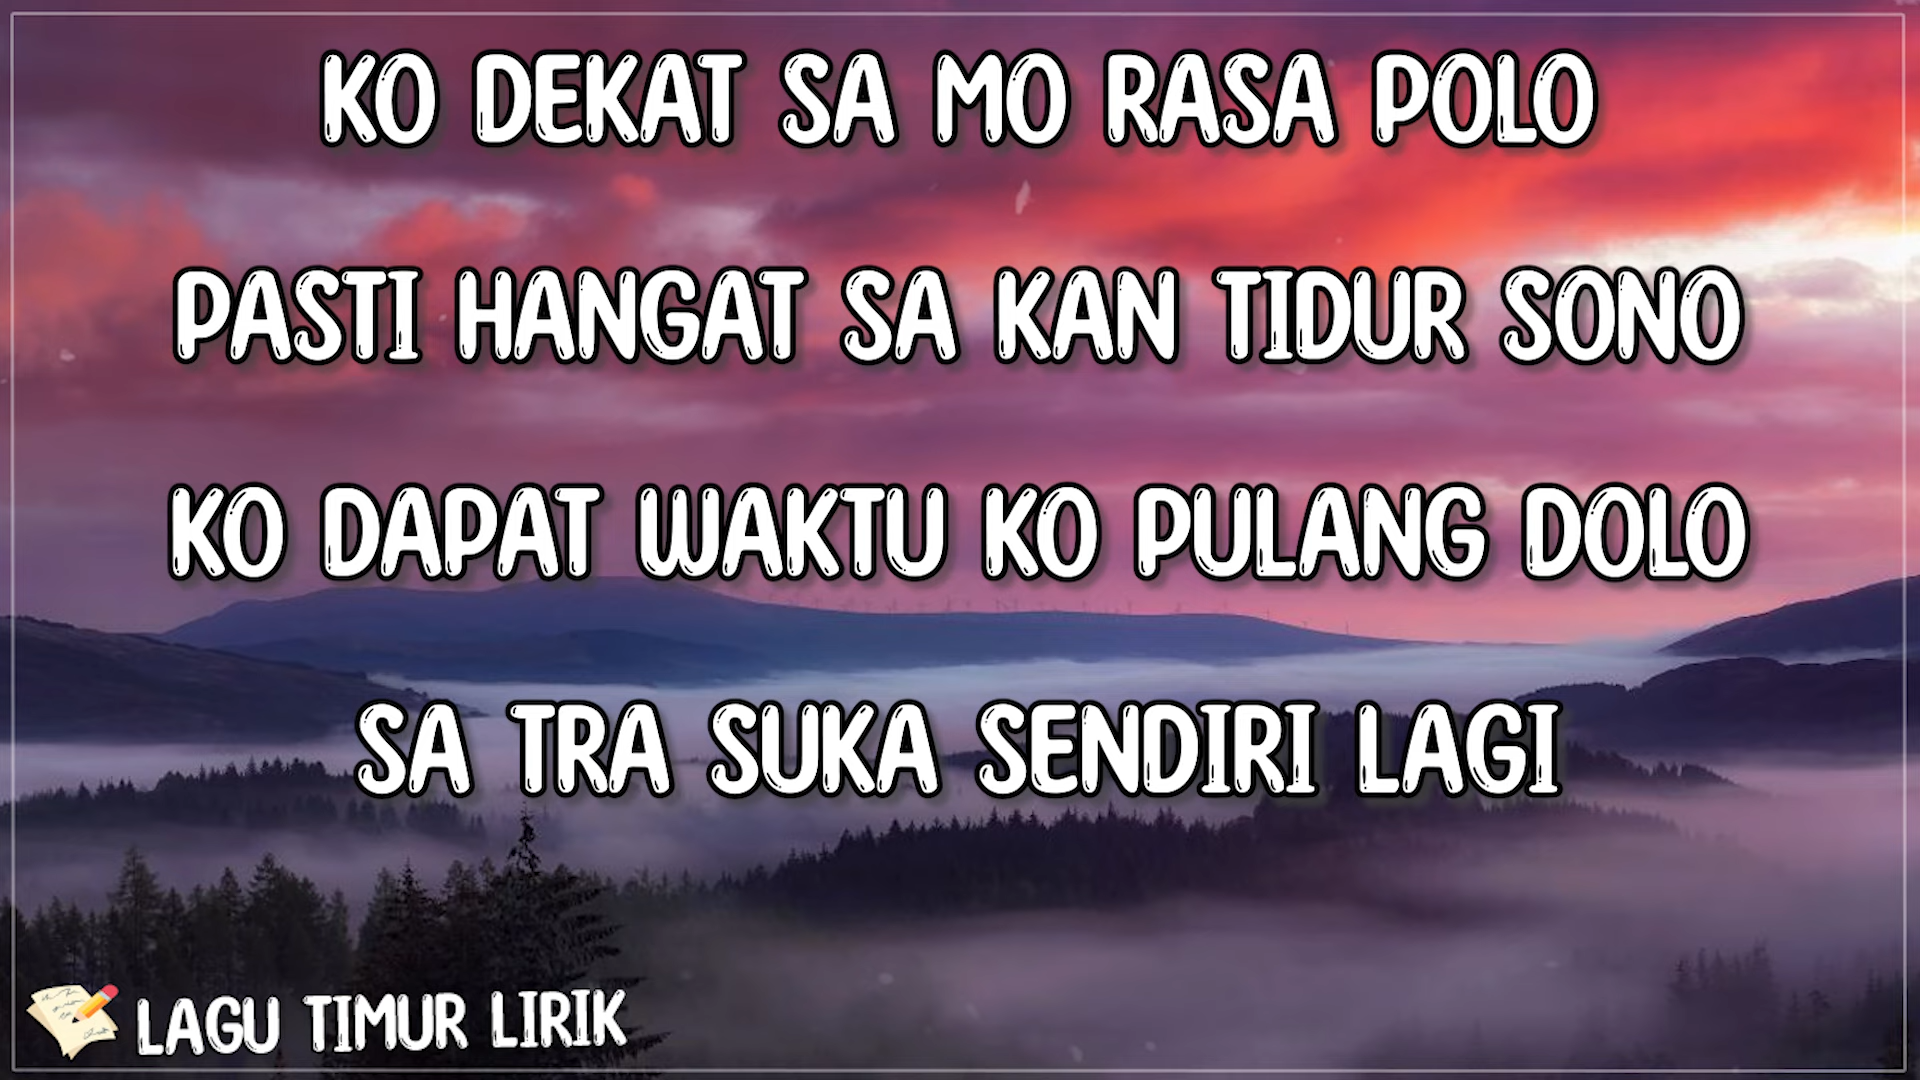 KO DEKAT SA MO RASA POLO
PASTI HANGAT SA KAN TIDUR SONO
KO DAPAT WAKTU KO PULANG DOLO
SA TRA SUKA SENDIRI LAGI
LAGU TIMUR LIRIK